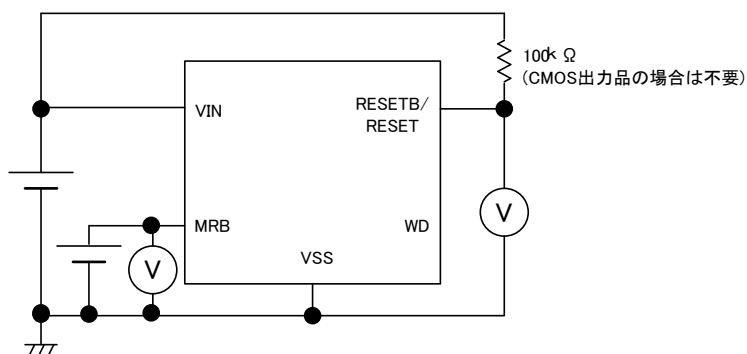 100k Ω
(CMOS出力品の場合は不要)
VIN
RESETB/
RESET
MRB
WD
VSS
V
V